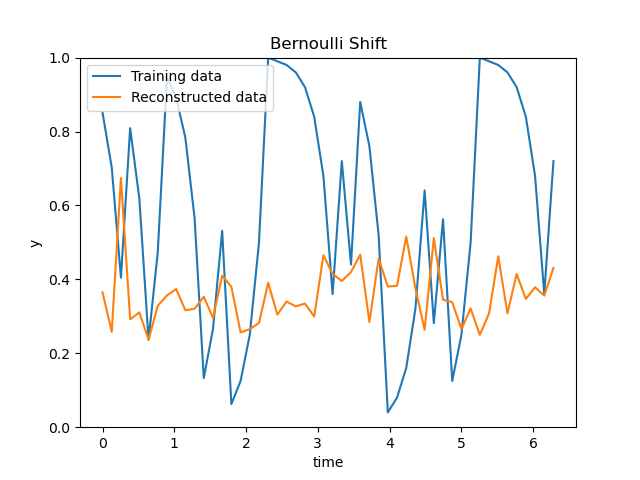 Bernoulli Shift
Training data
Reconstructed data
y
1.0
0.8
0.6
0.4
0.2
0.0
0 1 2 3 4 5 6
time